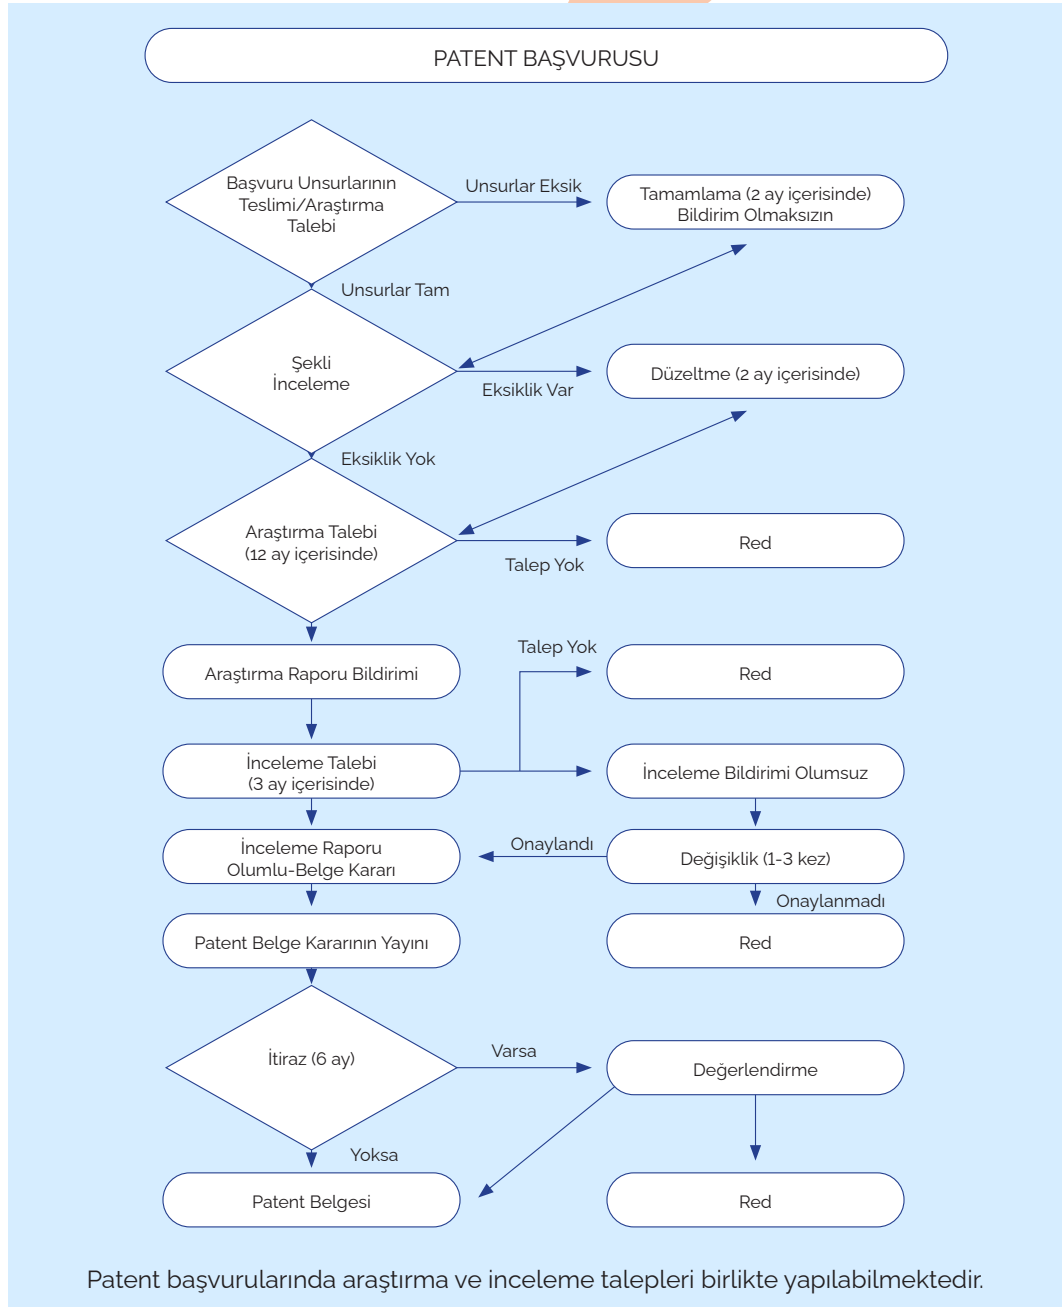 PATENT BAŞVURUSU
Başvuru Unsurlarının
Teslimi/Araştırma
Talebi
Unsurlar Eksik
Tamamlama (2 ay içerisinde)
Bildirim Olmaksızın
Unsurlar Tam
Şekli
İnceleme
Eksiklik Var
Düzeltme (2 ay içerisinde)
Eksiklik Yok
Araştırma Talebi
(12 ay içerisinde)
Talep Yok
Red
Araştırma Raporu Bildirimi
Talep Yok
Red
İnceleme Talebi
(3 ay içerisinde)
İnceleme Bildirimi Olumsuz
İnceleme Raporu
Olumlu-Belge Kararı
Onaylandı
Değişiklik (1-3 kez)
Onaylanmadı
Patent Belge Kararının Yayını
Red
İtiraz (6 ay)
Varsa
Değerlendirme
Yoksa
Patent Belgesi
Red
Patent başvurularında araştırma ve inceleme talepleri birlikte yapılabilmektedir.